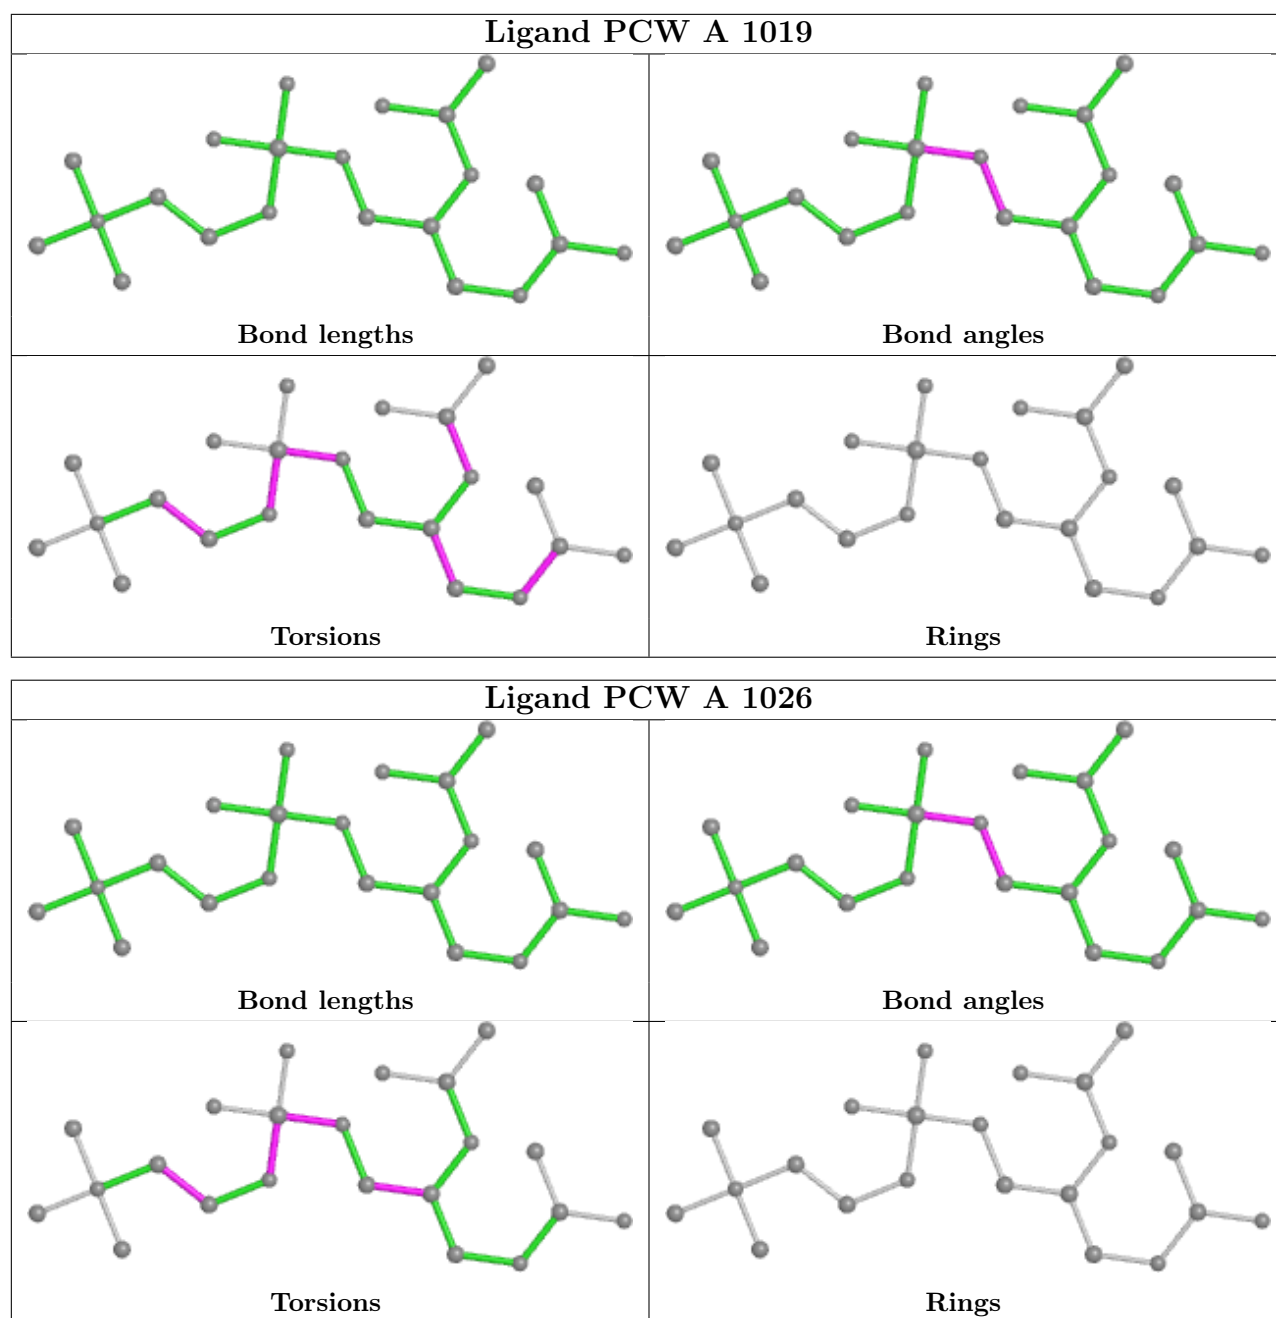 Ligand PCW A 1019
Bond lengths
Bond angles
Torsions
Rings
Ligand PCW A 1026
Bond lengths
Bond angles
Torsions
Rings